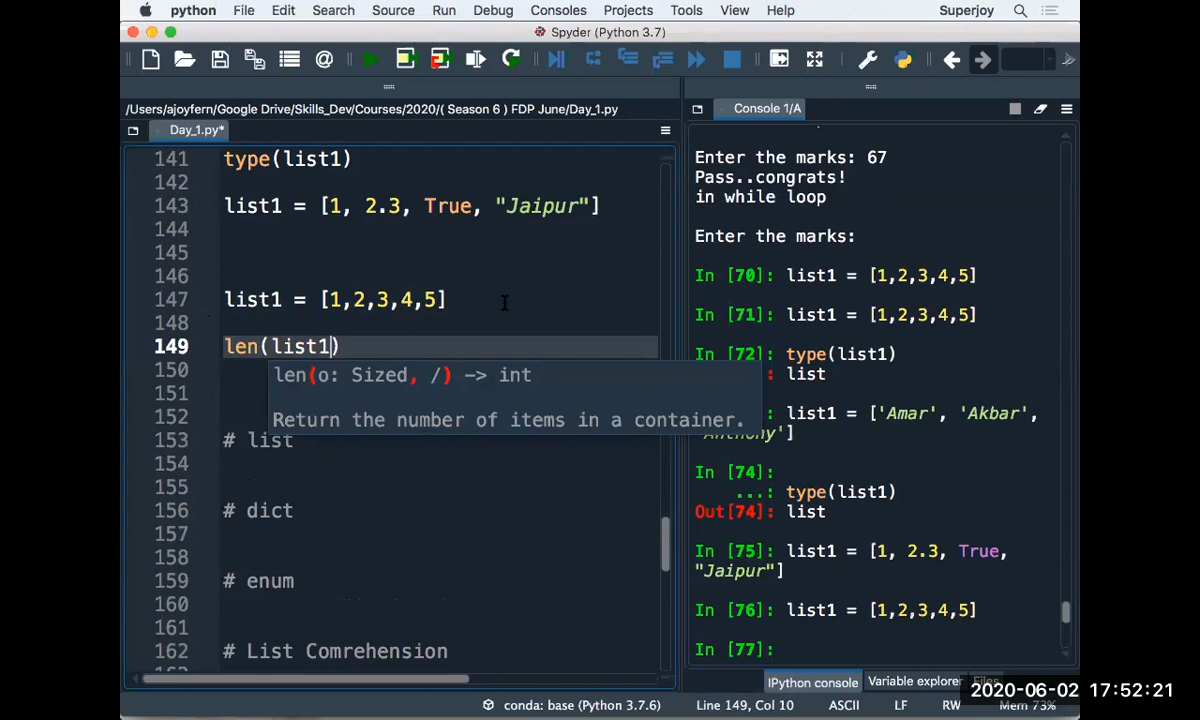 python File Edit Search Source Run Debug Consoles Projects Tools View Help Superjoy
Spyder (Python 3.7)
/Users/ajoyfern/Google Drive/Skills_Dev/Courses/2020/( Season 6 ) FDP June/Day_1.py
Day_1.py*
141 type(list1)
142
143 list1 = [1, 2.3, True, "Jaipur"]
144
145
146
147 list1 = [1,2,3,4,5]
148
149 len(list1)
150 len(o: Sized, /) -> int
151
152 Return the number of items in a container.
153 # list
154
155
156 # dict
157
158
159 # enum
160
161
162 # List Comrehension
Console 1/A
Enter the marks: 67
Pass..congrats!
in while loop
Enter the marks:
In [70]: list1 = [1,2,3,4,5]
In [71]: list1 = [1,2,3,4,5]
In [72]: type(list1)
: list
list1 = ['Amar', 'Akbar',
'Anthony']
In [74]:
...: type(list1)
Out[74]: list
In [75]: list1 = [1, 2.3, True,
"Jaipur"]
In [76]: list1 = [1,2,3,4,5]
In [77]:
IPython console Variable explorer Files
2020-06-02 17:52:21
conda: base (Python 3.7.6) Line 149, Col 10 ASCII LF RW Mem 73%